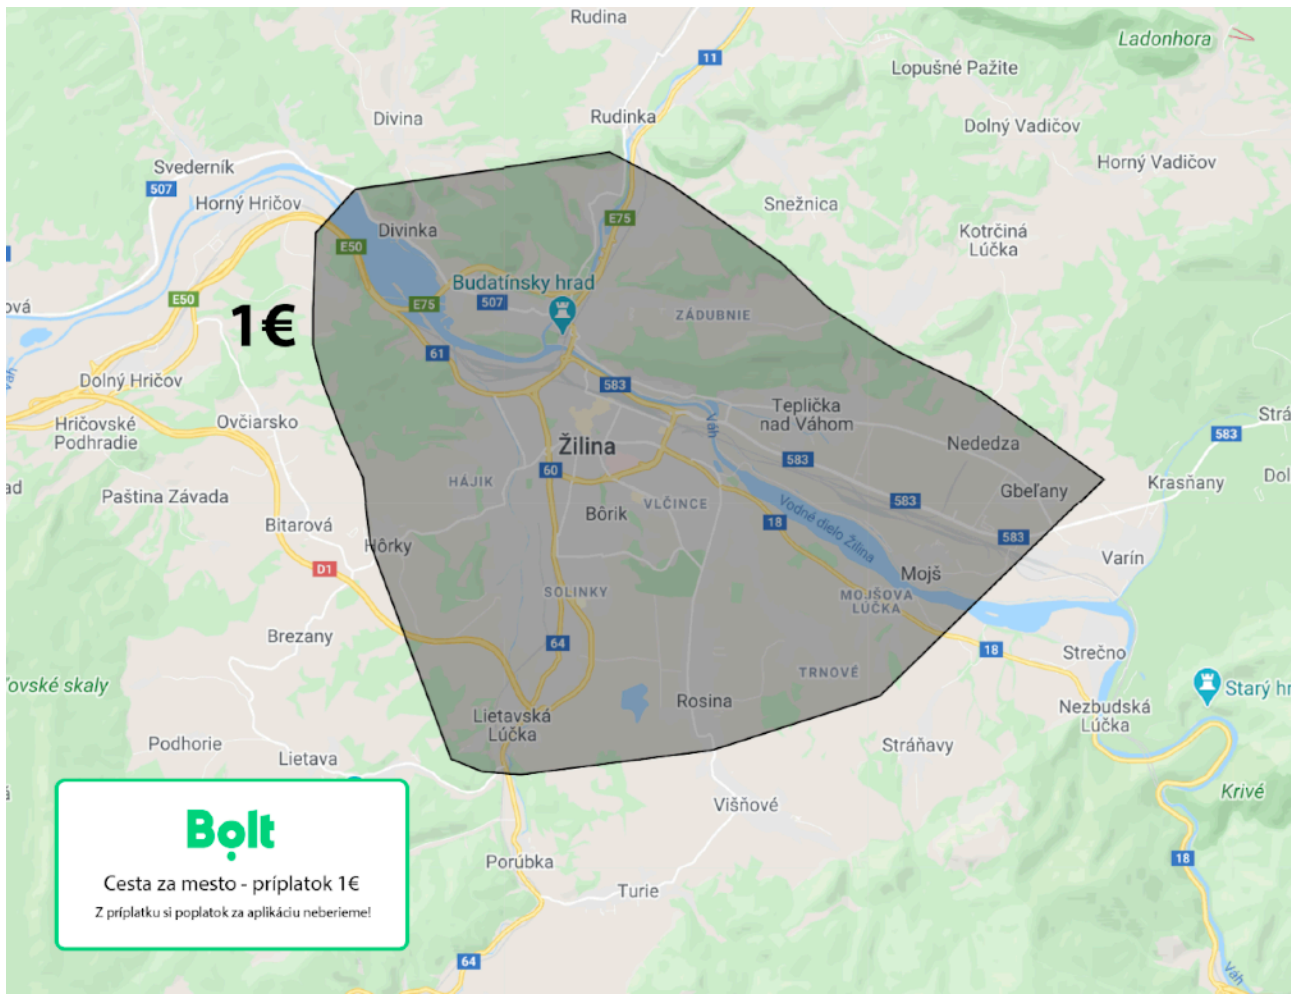 Rudina
Ladonhora
11
Lopušné Pažite
Divina
Rudinka
Dolný Vadičov
Horný Vadičov
Svederník
507
Horný Hričov
Snežnica
E75
Divinka
Kotrčiná
Lúčka
E50
Budatínsky hrad
E50
E75
507
ová
1€
ZÁDUBNIE
61
Váh
Dolný Hričov
583
Teplička
nad Váhom
Hričovské
Podhradie
Ovčiarsko
Váh
Strá
583
Nededza
Žilina
583
60
HÁJIK
Krasňany
Dol
ad
Paština Závada
Gbeľany
VLČINCE
583
Bôrik
Bitarová
18
Vodné dielo Žilina
583
Hôrky
Varín
D1
Mojš
SOLINKY
MOJŠOVA
LÚČKA
Brezany
64
18
Strečno
TRNOVÉ
ovské skaly
Starý hr
Rosina
Nezbudská
Lúčka
Lietavská
Lúčka
Podhorie
Stráňavy
Lietava
á
Krivé
Višňové
Bolt
Cesta za mesto - príplatok 1€
Z príplatku si poplatok za aplikáciu neberieme!
18
Porúbka
Turie
64
Váh